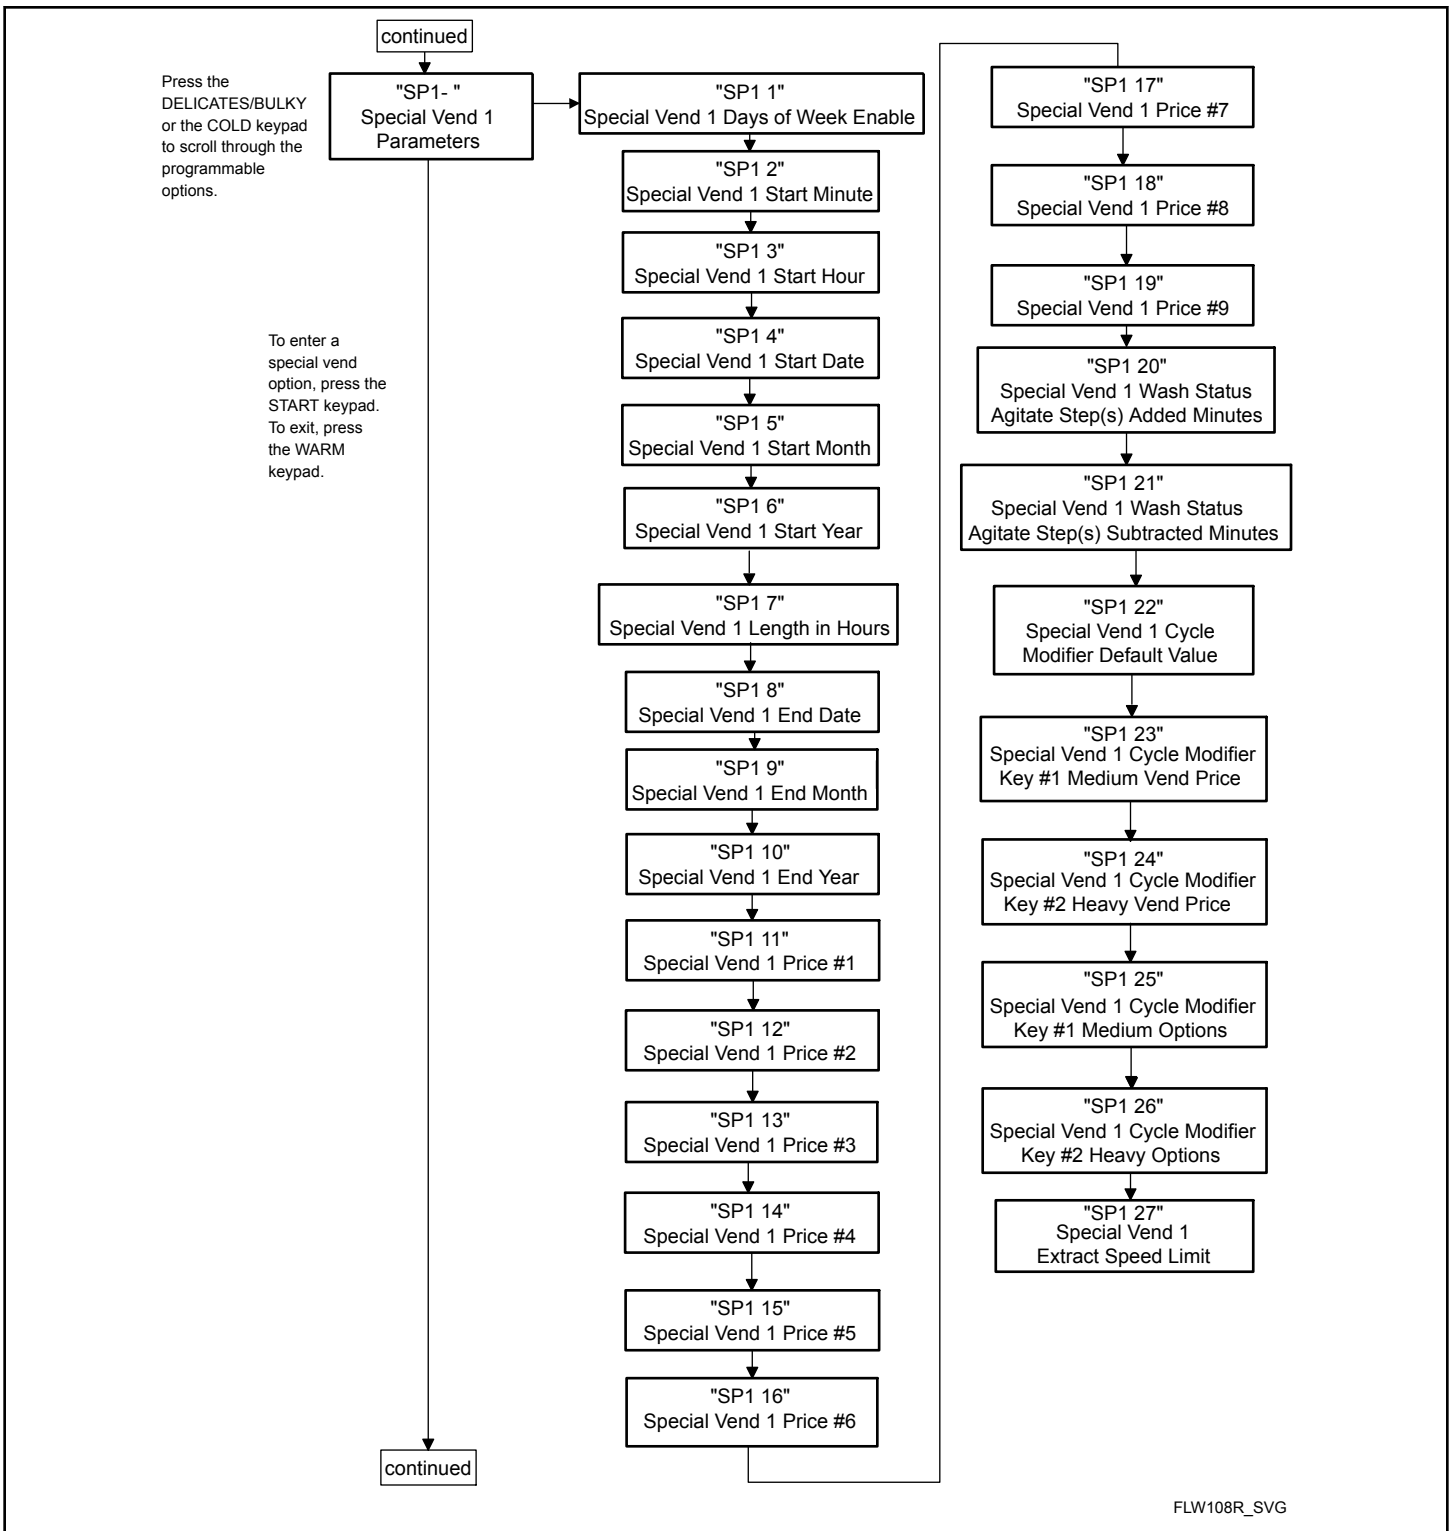 continued
Press the
DELICATES/BULKY
or the COLD keypad
to scroll through the
programmable
options.
"SP1- "
Special Vend 1
Parameters
To enter a
special vend
option, press the
START keypad.
To exit, press
the WARM
keypad.
continued
"SP1 1"
Special Vend 1 Days of Week Enable
"SP1 2"
Special Vend 1 Start Minute
"SP1 3"
Special Vend 1 Start Hour
"SP1 4"
Special Vend 1 Start Date
"SP1 5"
Special Vend 1 Start Month
"SP1 6"
Special Vend 1 Start Year
"SP1 7"
Special Vend 1 Length in Hours
"SP1 8"
Special Vend 1 End Date
"SP1 9"
Special Vend 1 End Month
"SP1 10"
Special Vend 1 End Year
"SP1 11"
Special Vend 1 Price #1
"SP1 12"
Special Vend 1 Price #2
"SP1 13"
Special Vend 1 Price #3
"SP1 14"
Special Vend 1 Price #4
"SP1 15"
Special Vend 1 Price #5
"SP1 16"
Special Vend 1 Price #6
"SP1 17"
Special Vend 1 Price #7
"SP1 18"
Special Vend 1 Price #8
"SP1 19"
Special Vend 1 Price #9
"SP1 20"
Special Vend 1 Wash Status
Agitate Step(s) Added Minutes
"SP1 21"
Special Vend 1 Wash Status
Agitate Step(s) Subtracted Minutes
"SP1 22"
Special Vend 1 Cycle
Modifier Default Value
"SP1 23"
Special Vend 1 Cycle Modifier
Key #1 Medium Vend Price
"SP1 24"
Special Vend 1 Cycle Modifier
Key #2 Heavy Vend Price
"SP1 25"
Special Vend 1 Cycle Modifier
Key #1 Medium Options
"SP1 26"
Special Vend 1 Cycle Modifier
Key #2 Heavy Options
"SP1 27"
Special Vend 1
Extract Speed Limit
FLW108R_SVG